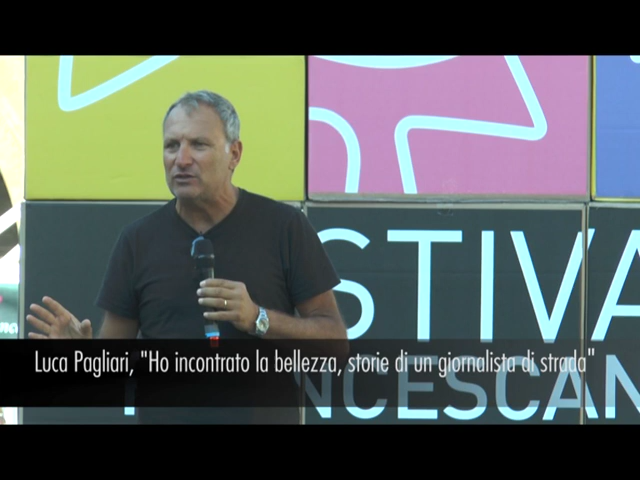 STIVA
Luca Pagliari, "Ho incontrato la bellezza, storie di un giornalista di strada"
NCESCAN